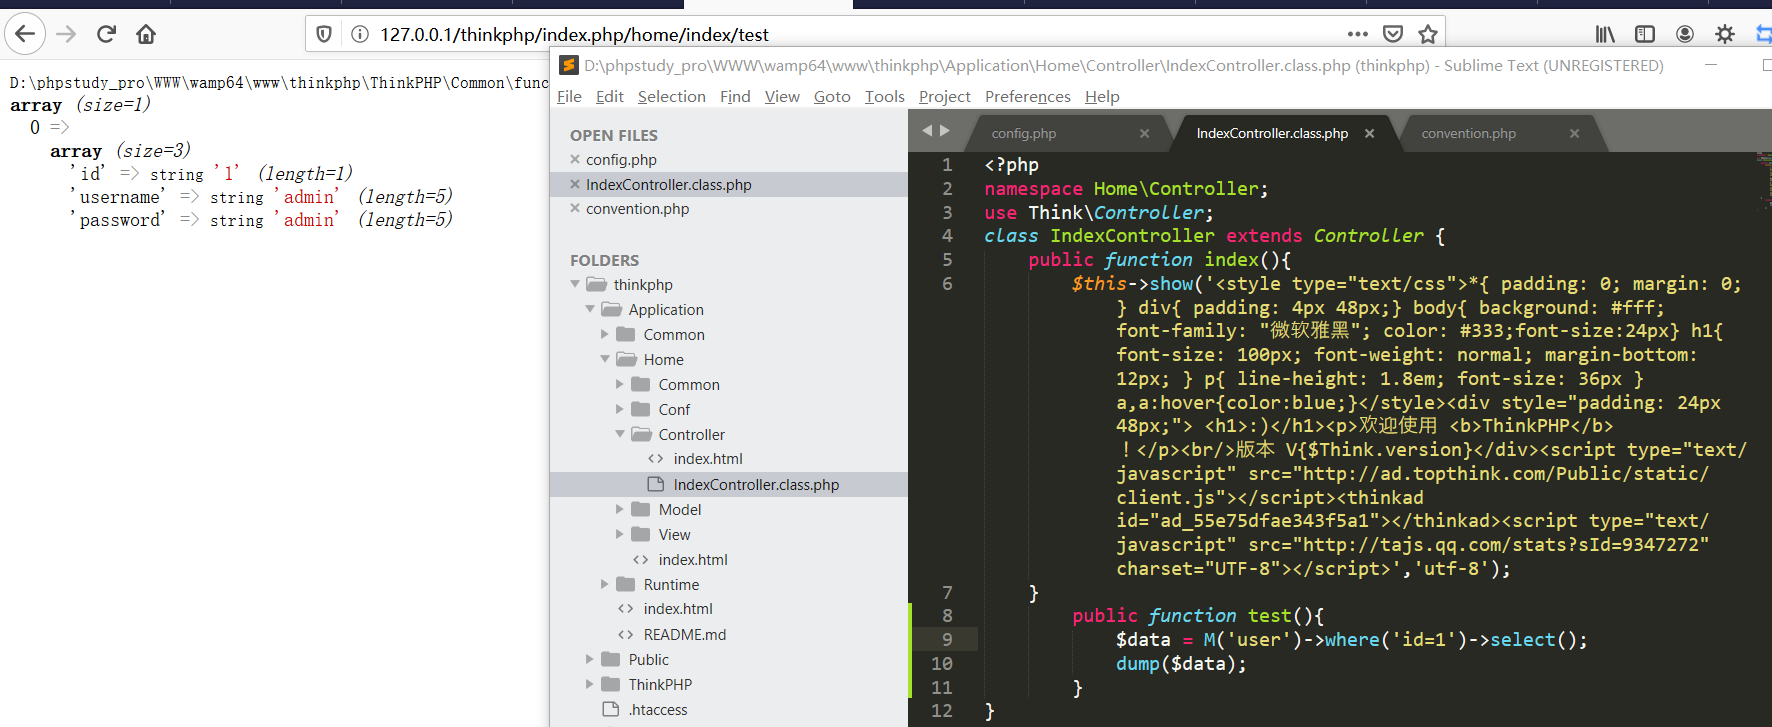 127.0.0.1/thinkphp/index.php/home/index/test
D:\phpstudy_pro\WWW\wamp64\www\thinkphp\ThinkPHP\Common\func
array (size=1)
0 =>
array (size=3)
'id' => string '1' (length=1)
'username' => string 'admin' (length=5)
'password' => string 'admin' (length=5)
D:\phpstudy_pro\WWW\wamp64\www\thinkphp\Application\Home\Controller\IndexController.class.php (thinkphp) - Sublime Text (UNREGISTERED)
File Edit Selection Find View Goto Tools Project Preferences Help
OPEN FILES
config.php
IndexController.class.php
convention.php
FOLDERS
thinkphp
Application
Common
Home
Common
Conf
Controller
index.html
IndexController.class.php
Model
View
index.html
Runtime
index.html
README.md
Public
ThinkPHP
.htaccess
config.php IndexController.class.php convention.php
1 <?php
2 namespace Home\Controller;
3 use Think\Controller;
4 class IndexController extends Controller {
5 public function index(){
6 $this->show('<style type="text/css">*{ padding: 0; margin: 0;
} div{ padding: 4px 48px;} body{ background: #fff;
font-family: "微软雅黑"; color: #333;font-size:24px} h1{
font-size: 100px; font-weight: normal; margin-bottom:
12px; } p{ line-height: 1.8em; font-size: 36px }
a,a:hover{color:blue;}</style><div style="padding: 24px
48px;"> <h1>:)</h1><p>欢迎使用 <b>ThinkPHP</b>
！</p><br/>版本 V{$Think.version}</div><script type="text/
javascript" src="http://ad.topthink.com/Public/static/
client.js"></script><thinkad
id="ad_55e75dfae343f5a1"></thinkad><script type="text/
javascript" src="http://tajs.qq.com/stats?sId=9347272"
charset="UTF-8"></script>','utf-8');
7 }
8 public function test(){
9 $data = M('user')->where('id=1')->select();
10 dump($data);
11 }
12 }